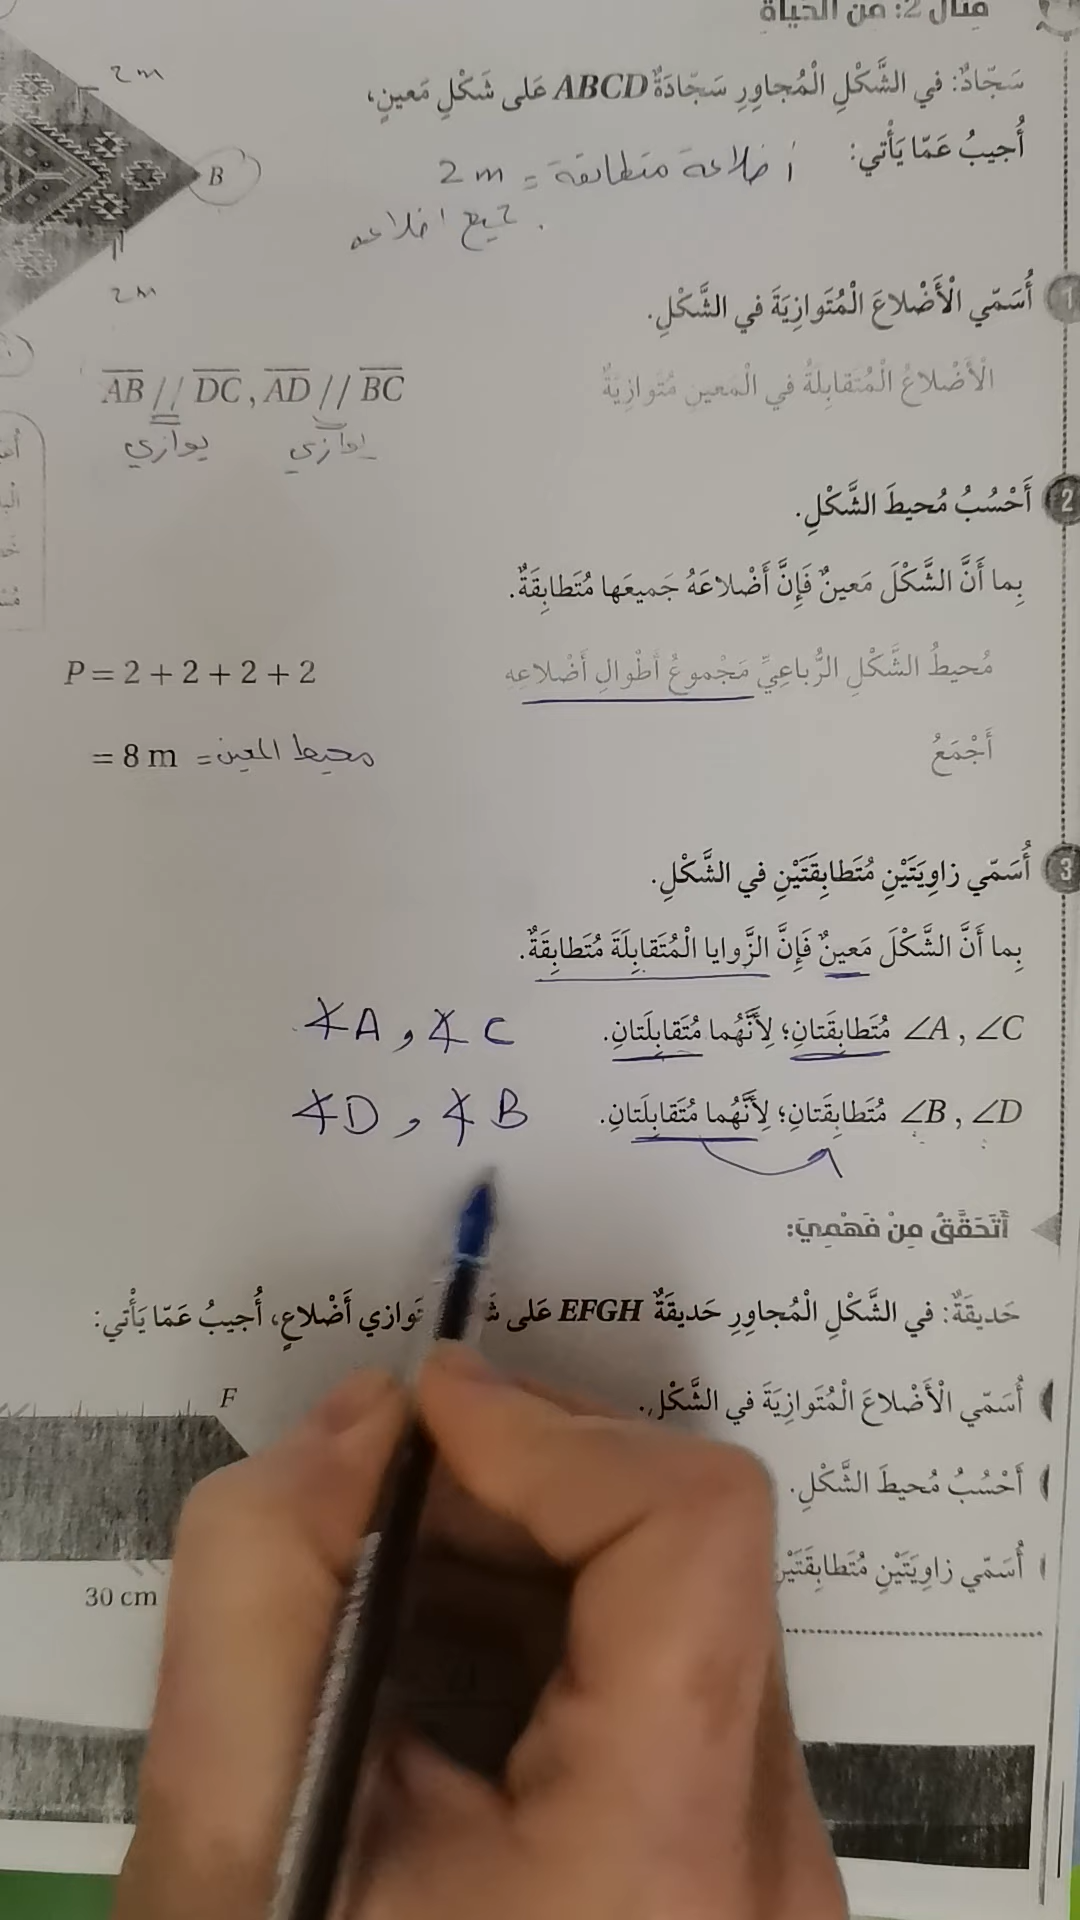 مثال 2: من الحياة
سَجّادٌ: في الشَّكْلِ الْمُجاوِرِ سَجّادَةٌ ABCD عَلى شَكْلِ مَعينٍ،
أُجيبُ عَمّا يَأْتي:
2 m
B
أضلاعه متطابقة = 2 m
جميع اضلاعه
2 m
1 أُسَمّي الْأَضْلاعَ الْمُتَوازِيَةَ في الشَّكْلِ.
الْأَضْلاعُ الْمُتَقابِلَةُ في الْمَعينِ مُتَوازِيَةٌ
AB // DC , AD // BC
يوازي يوازي
2 أَحْسُبُ مُحيطَ الشَّكْلِ.
بِما أَنَّ الشَّكْلَ مَعينٌ فَإِنَّ أَضْلاعَهُ جَميعَها مُتَطابِقَةٌ.
مُحيطُ الشَّكْلِ الرُّباعِيِّ مَجْموعُ أَطْوالِ أَضْلاعِهِ
P = 2 + 2 + 2 + 2
أَجْمَعُ
= 8 m
محيط المعين =
3 أُسَمّي زاوِيَتَيْنِ مُتَطابِقَتَيْنِ في الشَّكْلِ.
بِما أَنَّ الشَّكْلَ مَعينٌ فَإِنَّ الزَّوايا الْمُتَقابِلَةَ مُتَطابِقَةٌ.
∠A , ∠C مُتَطابِقَتانِ؛ لِأَنَّهُما مُتَقابِلَتانِ.
∢A , ∢C
∠B , ∠D مُتَطابِقَتانِ؛ لِأَنَّهُما مُتَقابِلَتانِ.
∢D , ∢B
أَتَحَقَّقُ مِنْ فَهْمِيَ:
حَديقَةٌ: في الشَّكْلِ الْمُجاوِرِ حَديقَةٌ EFGH عَلى تَوازي أَضْلاعٍ، أُجيبُ عَمّا يَأْتي:
F
أُسَمّي الْأَضْلاعَ الْمُتَوازِيَةَ في الشَّكْلِ.
أَحْسُبُ مُحيطَ الشَّكْلِ.
أُسَمّي زاوِيَتَيْنِ مُتَطابِقَتَيْنِ
30 cm